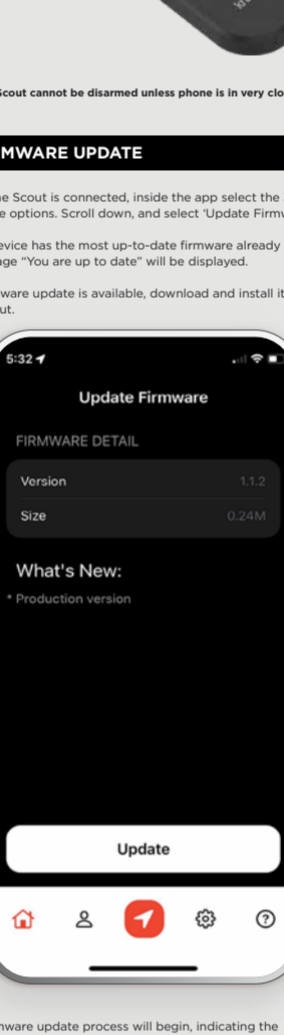 Scout cannot be disarmed unless phone is in very clo
MWARE UPDATE
e Scout is connected, inside the app select the
e options. Scroll down, and select ‘Update Firmw
evice has the most up-to-date firmware already
age “You are up to date” will be displayed.
ware update is available, download and install it
ut.
5:32
Update Firmware
FIRMWARE DETAIL
Version 1.1.2
Size 0.24M
What's New:
* Production version
Update
mware update process will begin, indicating the